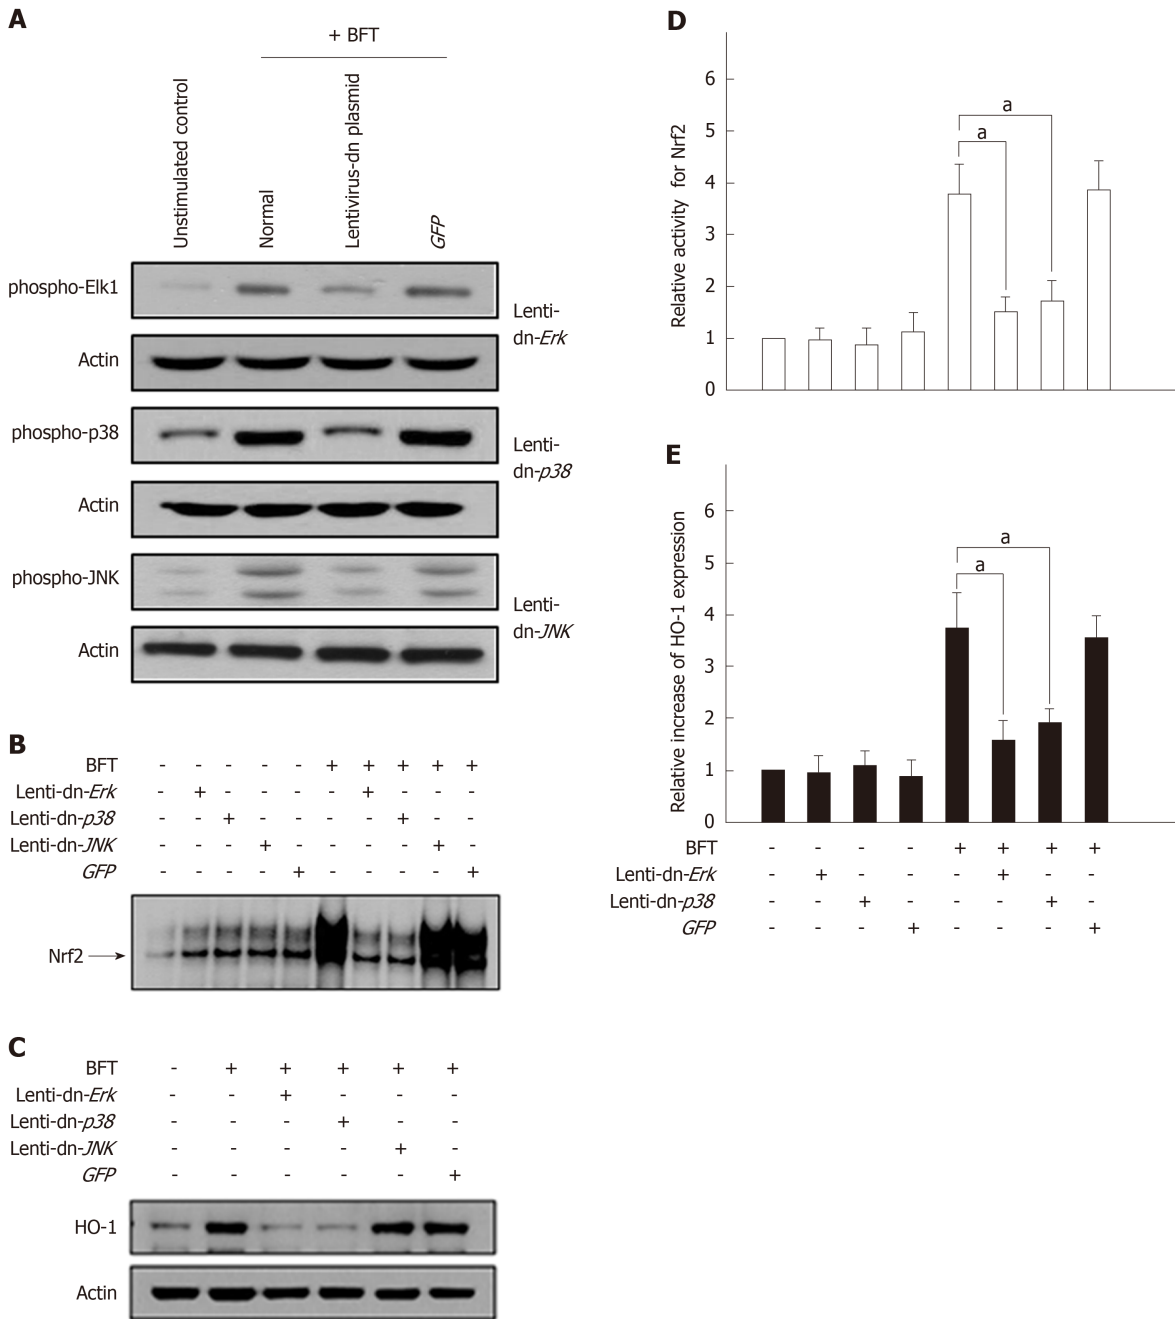 A
+ BFT
Unstimulated control
Normal
Lentivirus-dn plasmid
GFP
phospho-Elk1
Lenti-
dn-Erk
Actin
phospho-p38
Lenti-
dn-p38
Actin
phospho-JNK
Lenti-
dn-JNK
Actin
B
BFT - - - - - + + + + +
Lenti-dn-Erk - + - - - - + - - -
Lenti-dn-p38 - - + - - - - + - -
Lenti-dn-JNK - - - + - - - - + -
GFP - - - - + - - - - +
Nrf2
C
BFT - + + + + +
Lenti-dn-Erk - - + - - -
Lenti-dn-p38 - - - + - -
Lenti-dn-JNK - - - - + -
GFP - - - - - +
HO-1
Actin
D
Relative activity for Nrf2
6
5
4
3
2
1
0
a
a
E
Relative increase of HO-1 expression
6
5
4
3
2
1
0
a
a
BFT - - - - + + + +
Lenti-dn-Erk - + - - - + - -
Lenti-dn-p38 - - + - - - + -
GFP - - - + - - - +